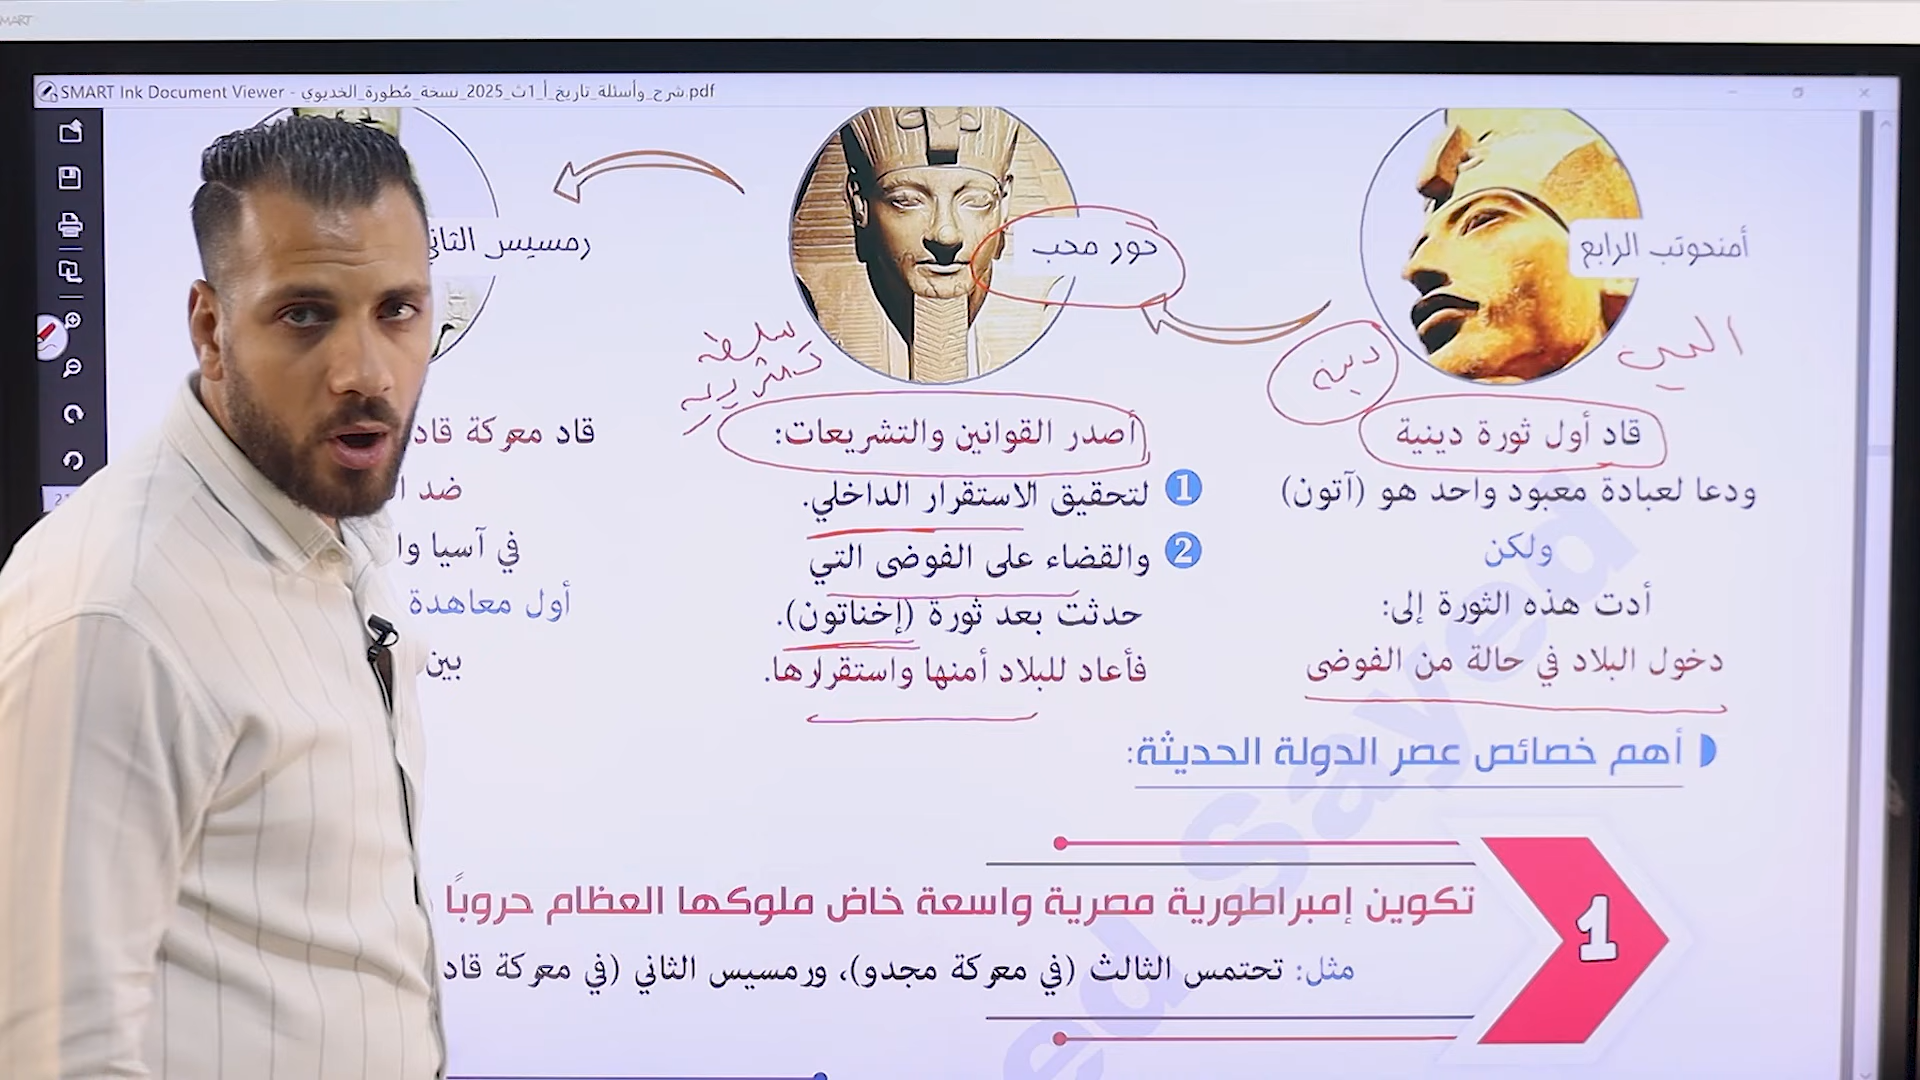 SMART
SMART Ink Document Viewer - شرح_وأسئلة_تاريخ_أ_1ث_2025_نسخة_مُطورة_الخديوي.pdf
أمنحوتب الرابع
حور محب
رمسيس الثاني
دينية
سلطة
تشريعية
قاد أول ثورة دينية
ودعا لعبادة معبود واحد هو (آتون)
ولكن
أدت هذه الثورة إلى:
دخول البلاد في حالة من الفوضى
أصدر القوانين والتشريعات:
1 لتحقيق الاستقرار الداخلي.
2 والقضاء على الفوضى التي
حدثت بعد ثورة (إخناتون).
فأعاد للبلاد أمنها واستقرارها.
قاد معركة قاد
ضد ا
في آسيا وا
أول معاهدة
بين
أهم خصائص عصر الدولة الحديثة:
1
تكوين إمبراطورية مصرية واسعة خاض ملوكها العظام حروبًا
مثل: تحتمس الثالث (في معركة مجدو)، ورمسيس الثاني (في معركة قاد
ed Sayed